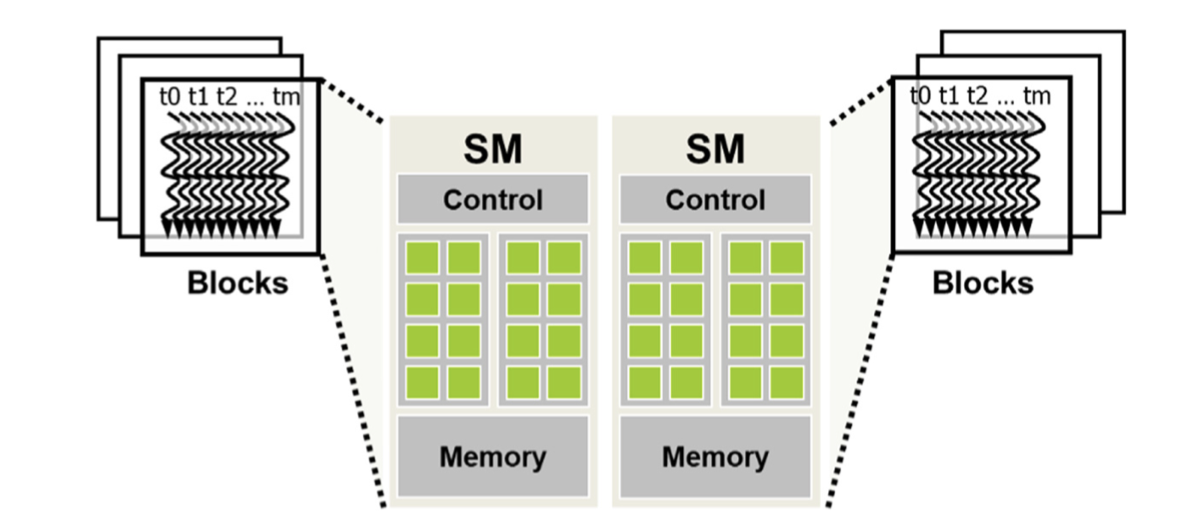 t0 t1 t2 ... tm
Blocks
SM
Control
Memory
SM
Control
Memory
t0 t1 t2 ... tm
Blocks